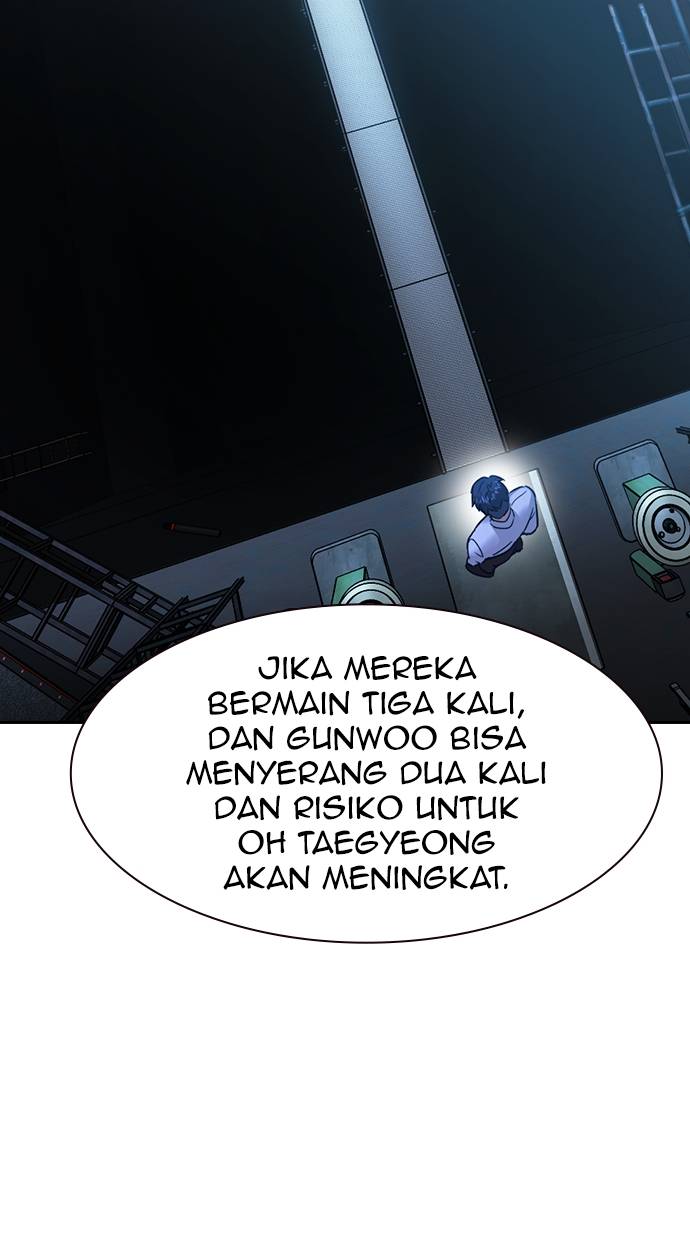 JIKA MEREKA
BERMAIN TIGA KALI,
DAN GUNWOO BISA
MENYERANG DUA KALI
DAN RISIKO UNTUK
OH TAEGYEONG
AKAN MENINGKAT.